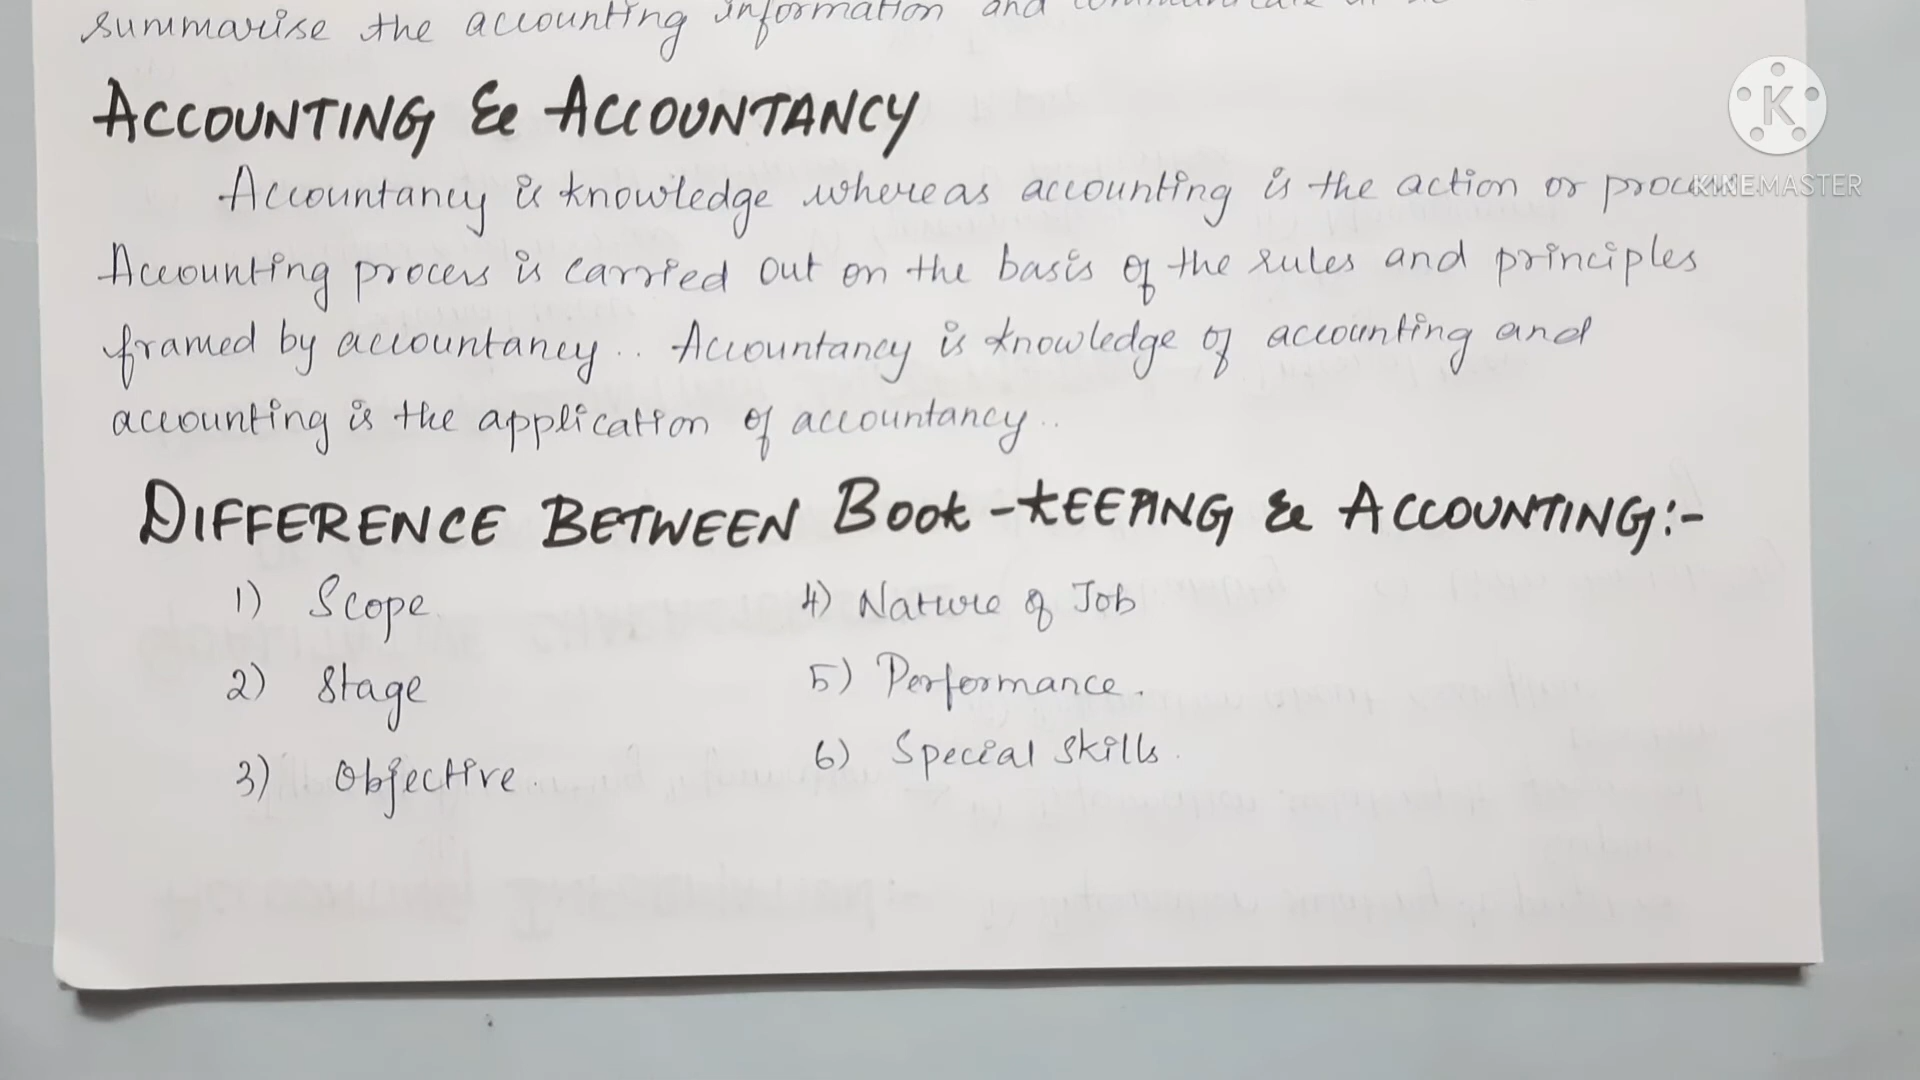 summarise the accounting information and
ACCOUNTING & ACCOUNTANCY
Accountancy is knowledge whereas accounting is the action or process.
KINEMASTER
Accounting process is carried out on the basis of the rules and principles
framed by accountancy.. Accountancy is knowledge of accounting and
accounting is the application of accountancy..
DIFFERENCE BETWEEN BOOK-KEEPING & ACCOUNTING:-
1) Scope.
2) Stage
3) Objective.
4) Nature of Job
5) Performance.
6) Special skills.